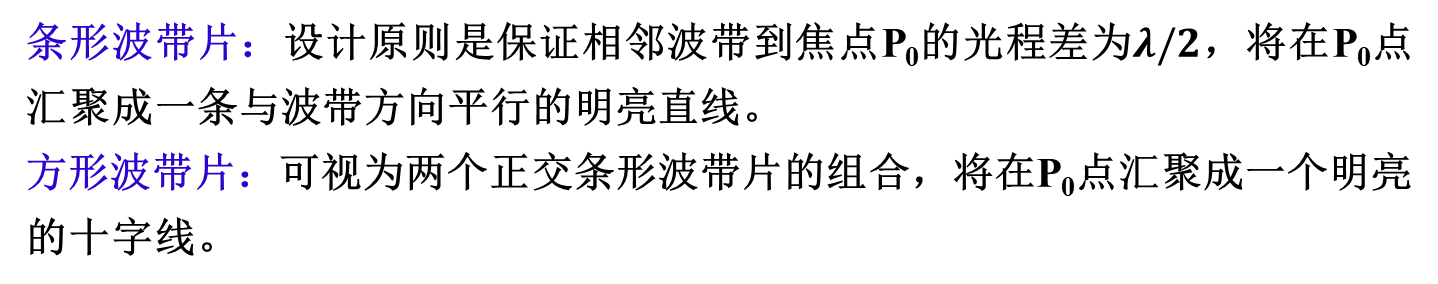 条形波带片：设计原则是保证相邻波带到焦点P₀的光程差为λ/2，将在P₀点
汇聚成一条与波带方向平行的明亮直线。
方形波带片：可视为两个正交条形波带片的组合，将在P₀点汇聚成一个明亮
的十字线。